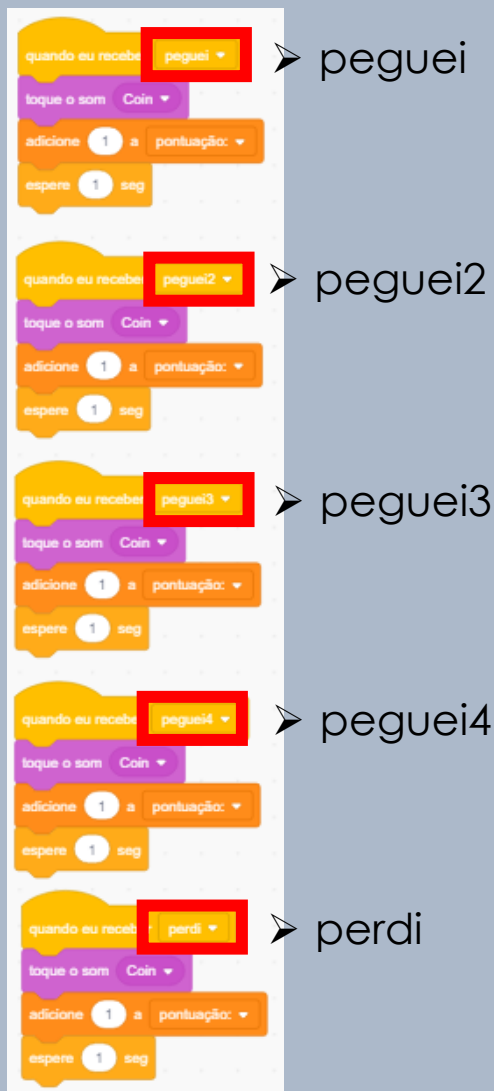 quando eu receber peguei
➢ peguei
toque o som Coin
adicione 1 a pontuação:
espere 1 seg
quando eu receber peguei2
➢ peguei2
toque o som Coin
adicione 1 a pontuação:
espere 1 seg
quando eu receber peguei3
➢ peguei3
toque o som Coin
adicione 1 a pontuação:
espere 1 seg
quando eu receber peguei4
➢ peguei4
toque o som Coin
adicione 1 a pontuação:
espere 1 seg
quando eu receber perdi
➢ perdi
toque o som Coin
adicione 1 a pontuação:
espere 1 seg